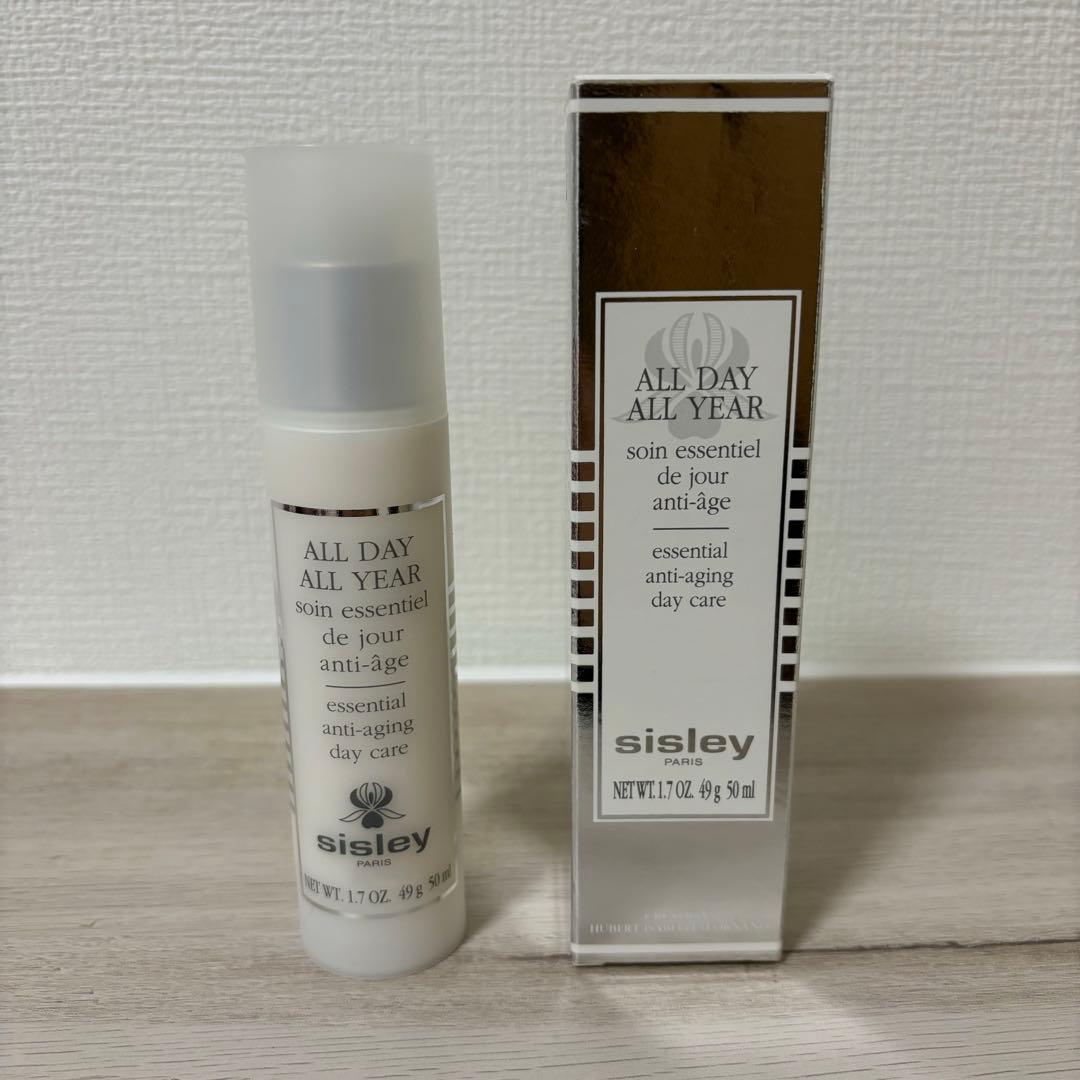 ALL DAY
ALL YEAR
soin essentiel
de jour
anti-âge
essential
anti-aging
day care
sisley
PARIS
NET WT. 1.7 OZ. 49 g 50 ml
ALL DAY
ALL YEAR
soin essentiel
de jour
anti-âge
essential
anti-aging
day care
sisley
PARIS
NET WT. 1.7 OZ. 49 g 50 ml
HUBERT